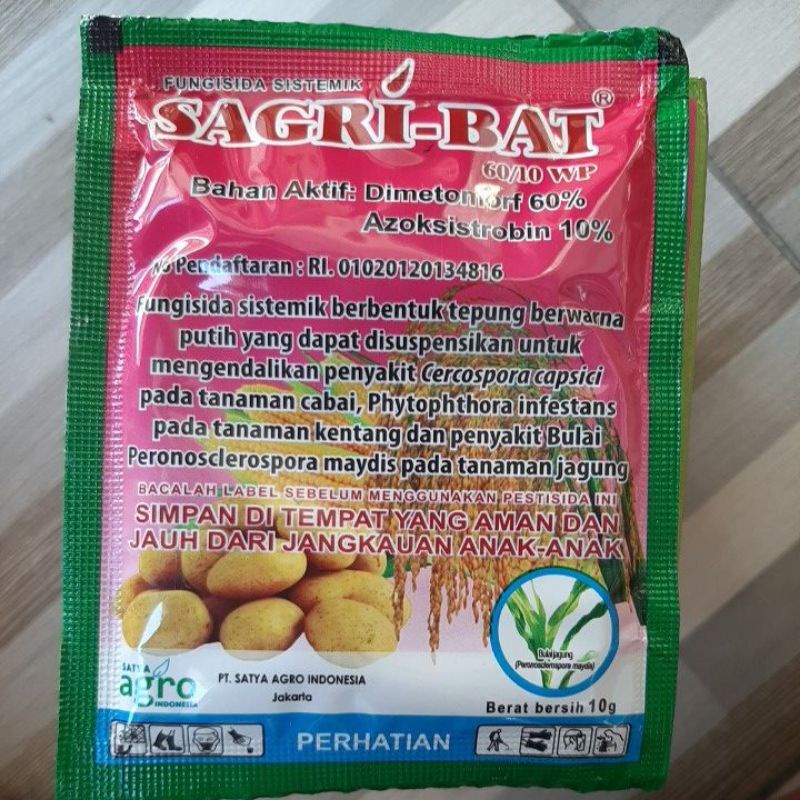 FUNGISIDA SISTEMIK
SAGRI-BAT®
60/10 WP
Bahan Aktif: Dimetomorf 60%
Azoksistrobin 10%
No Pendaftaran : RI. 01020120134816
Fungisida sistemik berbentuk tepung berwarna
putih yang dapat disuspensikan untuk
mengendalikan penyakit Cercospora capsici
pada tanaman cabai, Phytophthora infestans
pada tanaman kentang dan penyakit Bulai
Peronosclerospora maydis pada tanaman jagung
BACALAH LABEL SEBELUM MENGGUNAKAN PESTISIDA INI
SIMPAN DI TEMPAT YANG AMAN DAN
JAUH DARI JANGKAUAN ANAK-ANAK
Bulai jagung
(Peronosclerospora maydis)
SATYA
agro
INDONESIA
PT. SATYA AGRO INDONESIA
Jakarta
Berat bersih 10g
PERHATIAN